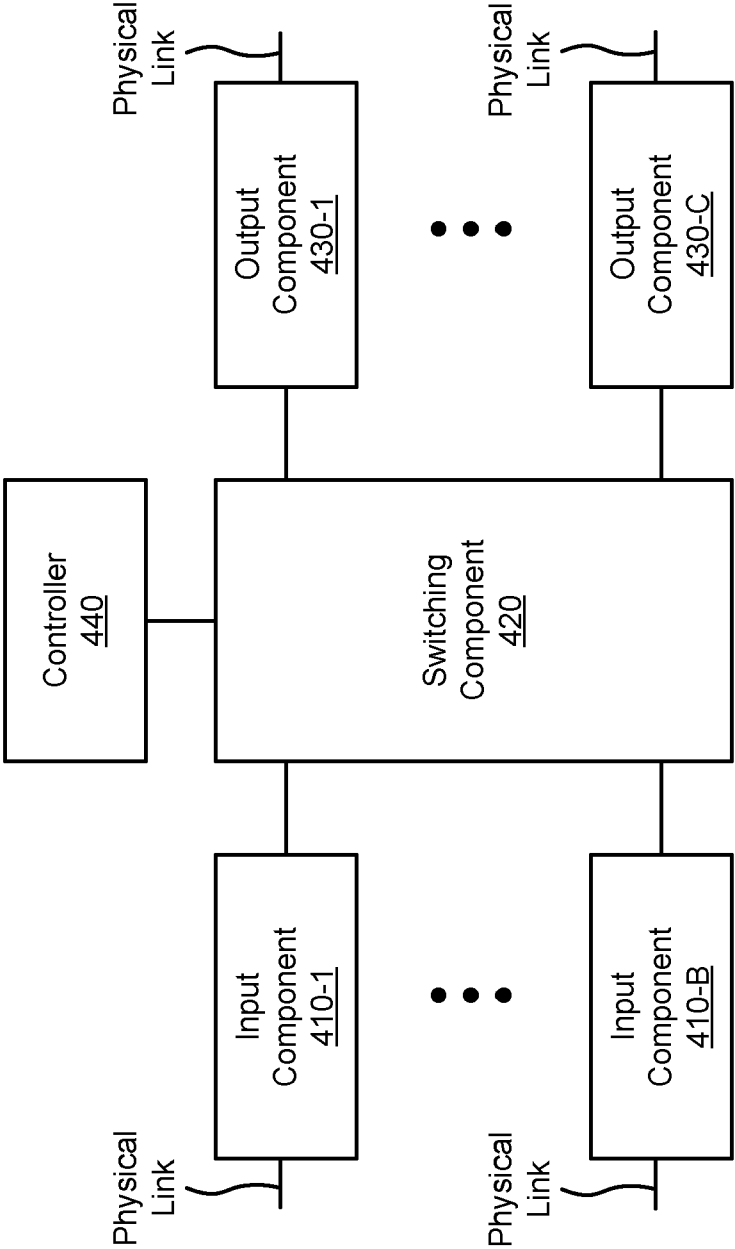 Controller
440
Physical
Link
Input
Component
410-1
Switching
Component
420
Output
Component
430-1
Physical
Link
Physical
Link
Input
Component
410-B
Output
Component
430-C
Physical
Link